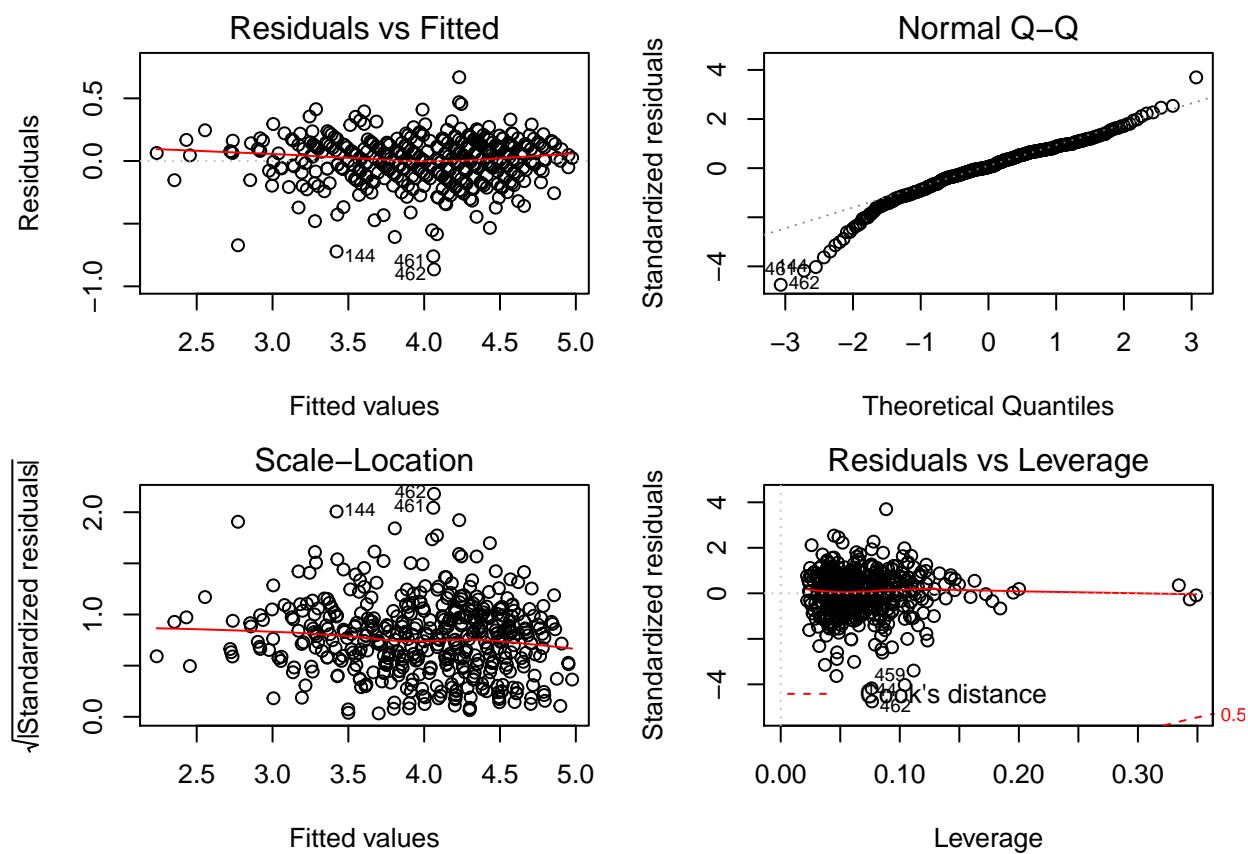 Residuals vs Fitted
Residuals
0.5
0.0
−1.0
144
461
462
2.5 3.0 3.5 4.0 4.5 5.0
Fitted values
Normal Q−Q
Standardized residuals
4
2
0
−4
461
144
462
−3 −2 −1 0 1 2 3
Theoretical Quantiles
Scale−Location
√|Standardized residuals|
2.0
1.0
0.0
462
461
144
2.5 3.0 3.5 4.0 4.5 5.0
Fitted values
Residuals vs Leverage
Standardized residuals
4
2
0
−4
459
Cook's distance
462
0.5
0.00 0.10 0.20 0.30
Leverage